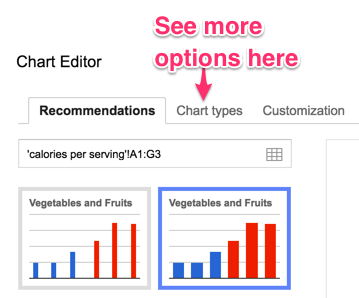 See more
options here
Chart Editor
Recommendations Chart types Customization
'calories per serving'!A1:G3
Vegetables and Fruits Vegetables and Fruits